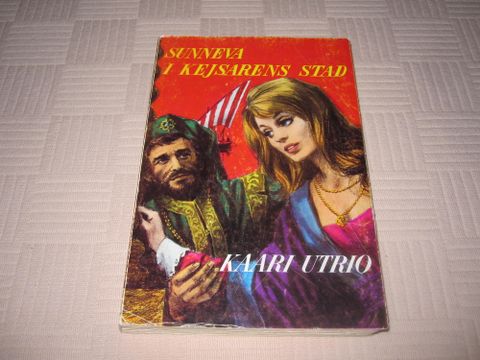 SUNNEVA
I KEJSARENS STAD
KAARI UTRIO